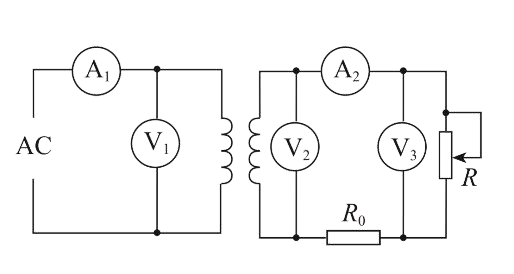 A₁
A₂
AC
V₁
V₂
V₃
R
R₀